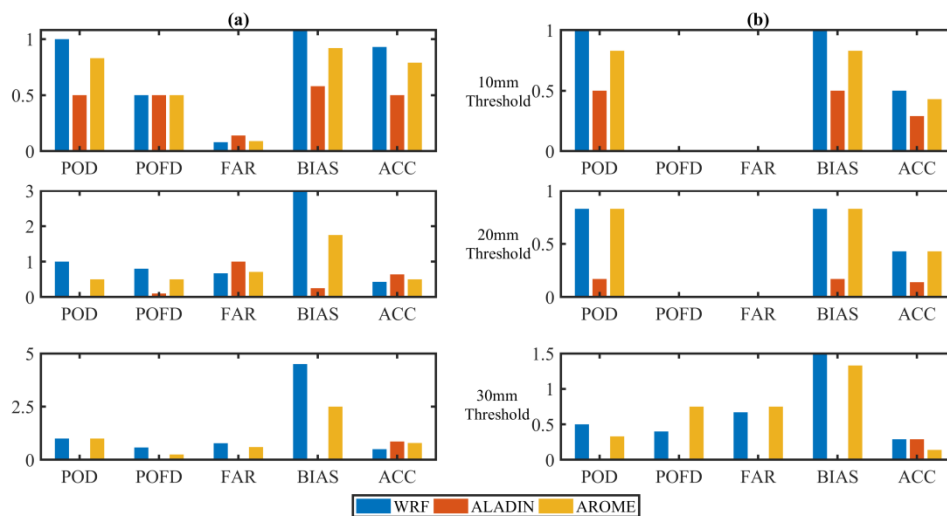 (a)
1
0.5
0
POD POFD FAR BIAS ACC
3
2
1
0
POD POFD FAR BIAS ACC
5
2.5
0
POD POFD FAR BIAS ACC
10mm
Threshold
20mm
Threshold
30mm
Threshold
(b)
1
0.5
0
POD POFD FAR BIAS ACC
1
0.5
0
POD POFD FAR BIAS ACC
1.5
1
0.5
0
POD POFD FAR BIAS ACC
WRF ALADIN AROME